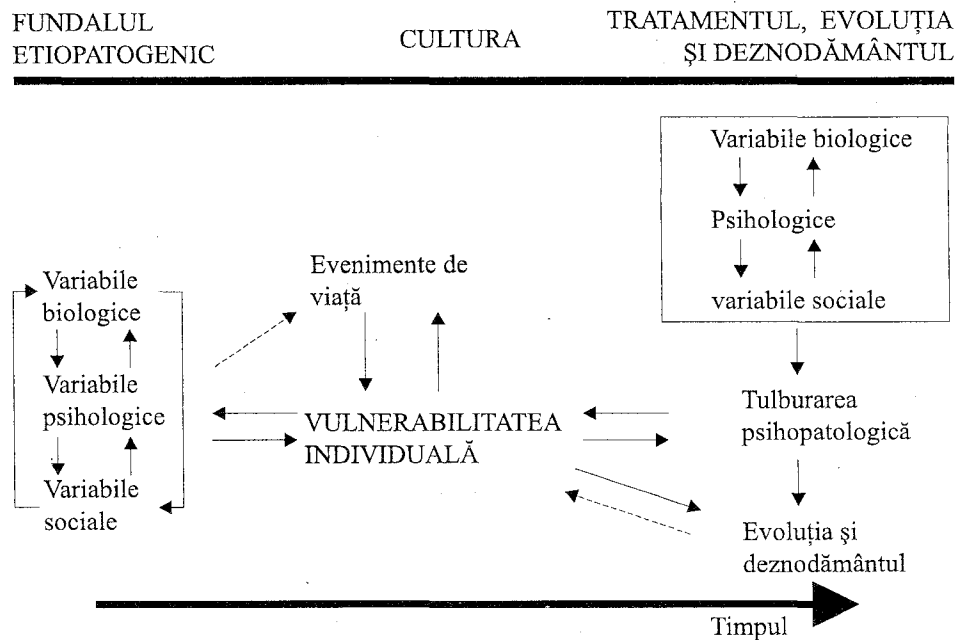 FUNDALUL
ETIOPATOGENIC
CULTURA
TRATAMENTUL, EVOLUȚIA
ȘI DEZNODĂMÂNTUL
Variabile
biologice
Variabile
psihologice
Variabile
sociale
Evenimente de
viață
VULNERABILITATEA
INDIVIDUALĂ
Variabile biologice
Psihologice
variabile sociale
Tulburarea
psihopatologică
Evoluția și
deznodământul
Timpul